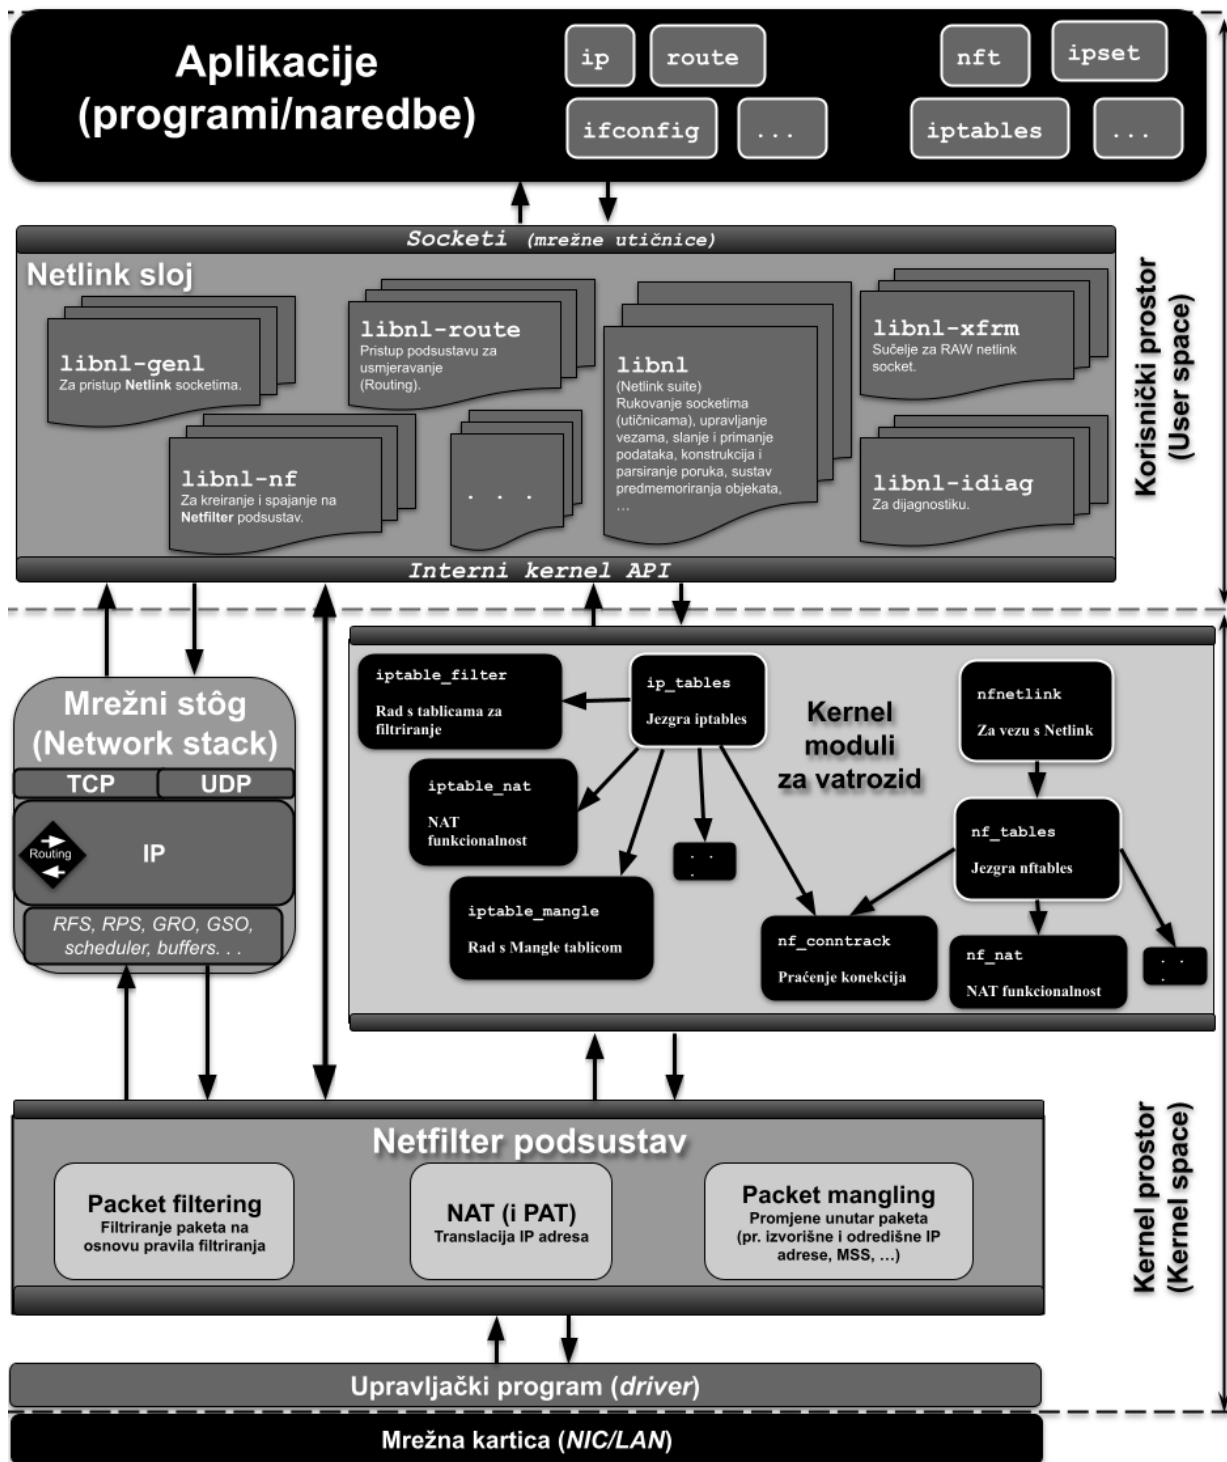 Aplikacije
(programi/naredbe)
ip
route
nft
ipset
ifconfig
...
iptables
...
Socketi (mrežne utičnice)
Netlink sloj
libnl-genl
Za pristup Netlink socketima.
libnl-route
Pristup podsustavu za
usmjeravanje
(Routing).
libnl
(Netlink suite)
Rukovanje socketima
(utičnicama), upravljanje
vezama, slanje i primanje
podataka, konstrukcija i
parsiranje poruka, sustav
predmemoriranja objekata,
...
libnl-xfrm
Sučelje za RAW netlink
socket.
libnl-nf
Za kreiranje i spajanje na
Netfilter podsustav.
. . .
libnl-idiag
Za dijagnostiku.
Interni kernel API
Korisnički prostor
(User space)
Mrežni stôg
(Network stack)
TCP
UDP
Routing
IP
RFS, RPS, GRO, GSO,
scheduler, buffers. . .
iptable_filter
Rad s tablicama za
filtriranje
ip_tables
Jezgra iptables
Kernel
moduli
za vatrozid
nfnetlink
Za vezu s Netlink
iptable_nat
NAT
funkcionalnost
. .
.
nf_tables
Jezgra nftables
iptable_mangle
Rad s Mangle tablicom
nf_conntrack
Praćenje konekcija
nf_nat
NAT funkcionalnost
. .
.
Netfilter podsustav
Packet filtering
Filtriranje paketa na
osnovu pravila filtriranja
NAT (i PAT)
Translacija IP adresa
Packet mangling
Promjene unutar paketa
(pr. izvorišne i odredišne IP
adrese, MSS, ...)
Kernel prostor
(Kernel space)
Upravljački program (driver)
Mrežna kartica (NIC/LAN)